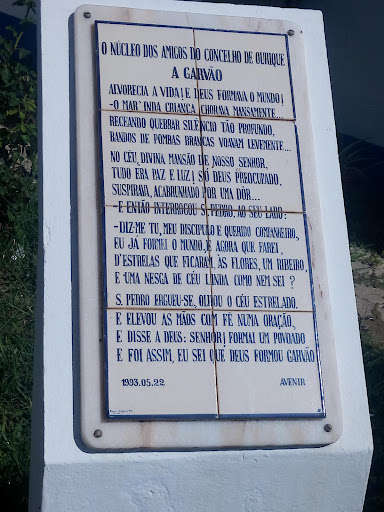 O NÚCLEO DOS AMIGOS DO CONCELHO DE OURIQUE
A GARVÃO
ALVORECIA A VIDA! E DEUS FORMAVA O MUNDO!
-O MAR' INDA CRIANÇA, CHORAVA MANSAMENTE...
RECEANDO QUEBRAR SILÊNCIO TÃO PROFUNDO,
BANDOS DE POMBAS BRANCAS VOAVAM LEVEMENTE...
NO CÉU, DIVINA MANSÃO DE NOSSO SENHOR,
TUDO ERA PAZ E LUZ! SÓ DEUS PREOCUPADO,
SUSPIRAVA, ACABRUNHADO POR UMA DÔR...
-E ENTÃO INTERROGOU S. PEDRO, AO SEU LADO:
-DIZ-ME TU, MEU DISCIPULO E QUERIDO COMPANHEIRO,
EU JÁ FORMEI O MUNDO, E AGORA QUE FAREI,
D'ESTRELAS QUE FICARAM, AS FLORES, UM RIBEIRO,
E UMA NESGA DE CÉU LINDA COMO NEM SEI ?
S. PEDRO ERGUEU-SE, OLHOU O CÉU ESTRELADO.
E ELEVOU AS MÃOS COM FÉ NUMA ORAÇÃO,
E DISSE A DEUS: SENHOR! FORMAI UM POVOADO
E FOI ASSIM, EU SEI QUE DEUS FORMOU GARVÃO
1993.05.22 AVENIR